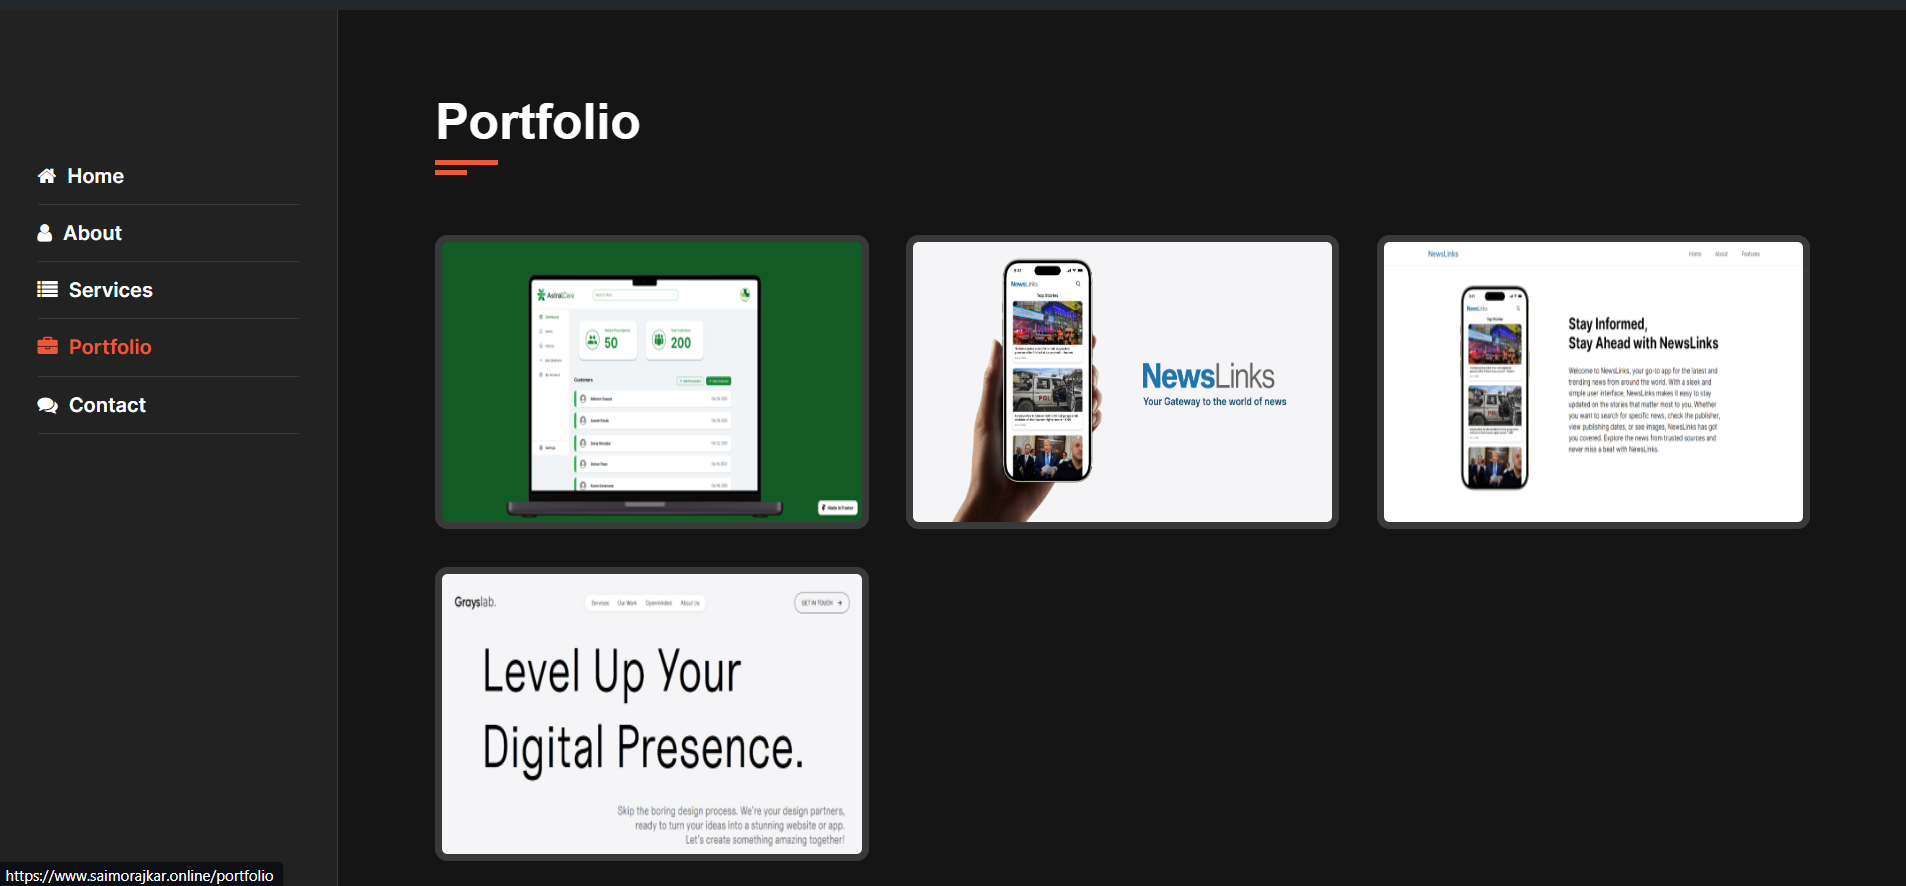 Home
About
Services
Portfolio
Contact
Portfolio
AstralCare
50
200
Customers
Made in Framer
NewsLinks
Top Stories
NewsLinks
Your Gateway to the world of news
NewsLinks
Home About Features
NewsLinks
Top Stories
Stay Informed,
Stay Ahead with NewsLinks
Welcome to NewsLinks, your go-to app for the latest and
trending news from around the world. With a sleek and
simple user interface, NewsLinks makes it easy to stay
updated on the stories that matter most to you. Whether
you want to search for specific news, check the publisher,
view publishing dates, or see images, NewsLinks has got
you covered. Explore the news from trusted sources and
never miss a beat with NewsLinks.
Grayslab.
Services Our Work Openminded About Us
GET IN TOUCH
Level Up Your
Digital Presence.
Skip the boring design process. We're your design partners,
ready to turn your ideas into a stunning website or app.
Let's create something amazing together!
https://www.saimorajkar.online/portfolio